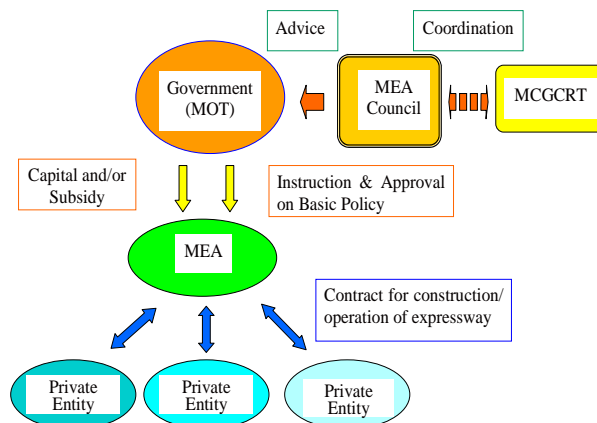 Advice
Coordination
Government
(MOT)
MEA
Council
MCGCRT
Capital and/or
Subsidy
Instruction & Approval
on Basic Policy
MEA
Contract for construction/
operation of expressway
Private
Entity
Private
Entity
Private
Entity